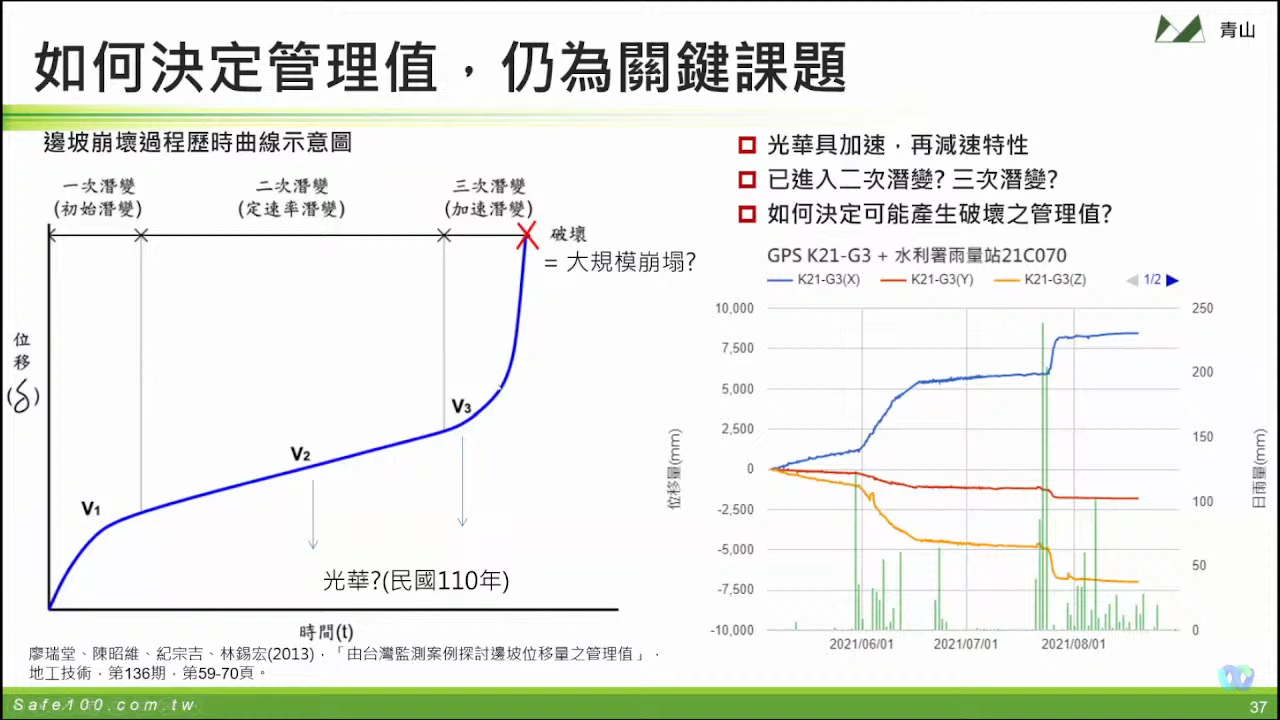 青山
如何決定管理值，仍為關鍵課題
邊坡崩壞過程歷時曲線示意圖
一次潛變
(初始潛變)
二次潛變
(定速率潛變)
三次潛變
(加速潛變)
破壞
= 大規模崩塌?
位移
(δ)
V1
V2
V3
光華?(民國110年)
時間(t)
廖瑞堂、陳昭維、紀宗吉、林錫宏(2013)，「由台灣監測案例探討邊坡位移量之管理值」，
地工技術，第136期，第59-70頁。
光華具加速，再減速特性
已進入二次潛變? 三次潛變?
如何決定可能產生破壞之管理值?
GPS K21-G3 + 水利署雨量站21C070
K21-G3(X) K21-G3(Y) K21-G3(Z) 1/2
10,000
7,500
5,000
2,500
0
-2,500
-5,000
-7,500
-10,000
位移量(mm)
250
200
150
100
50
0
日雨量(mm)
2021/06/01 2021/07/01 2021/08/01
Safe100.com.tw
37